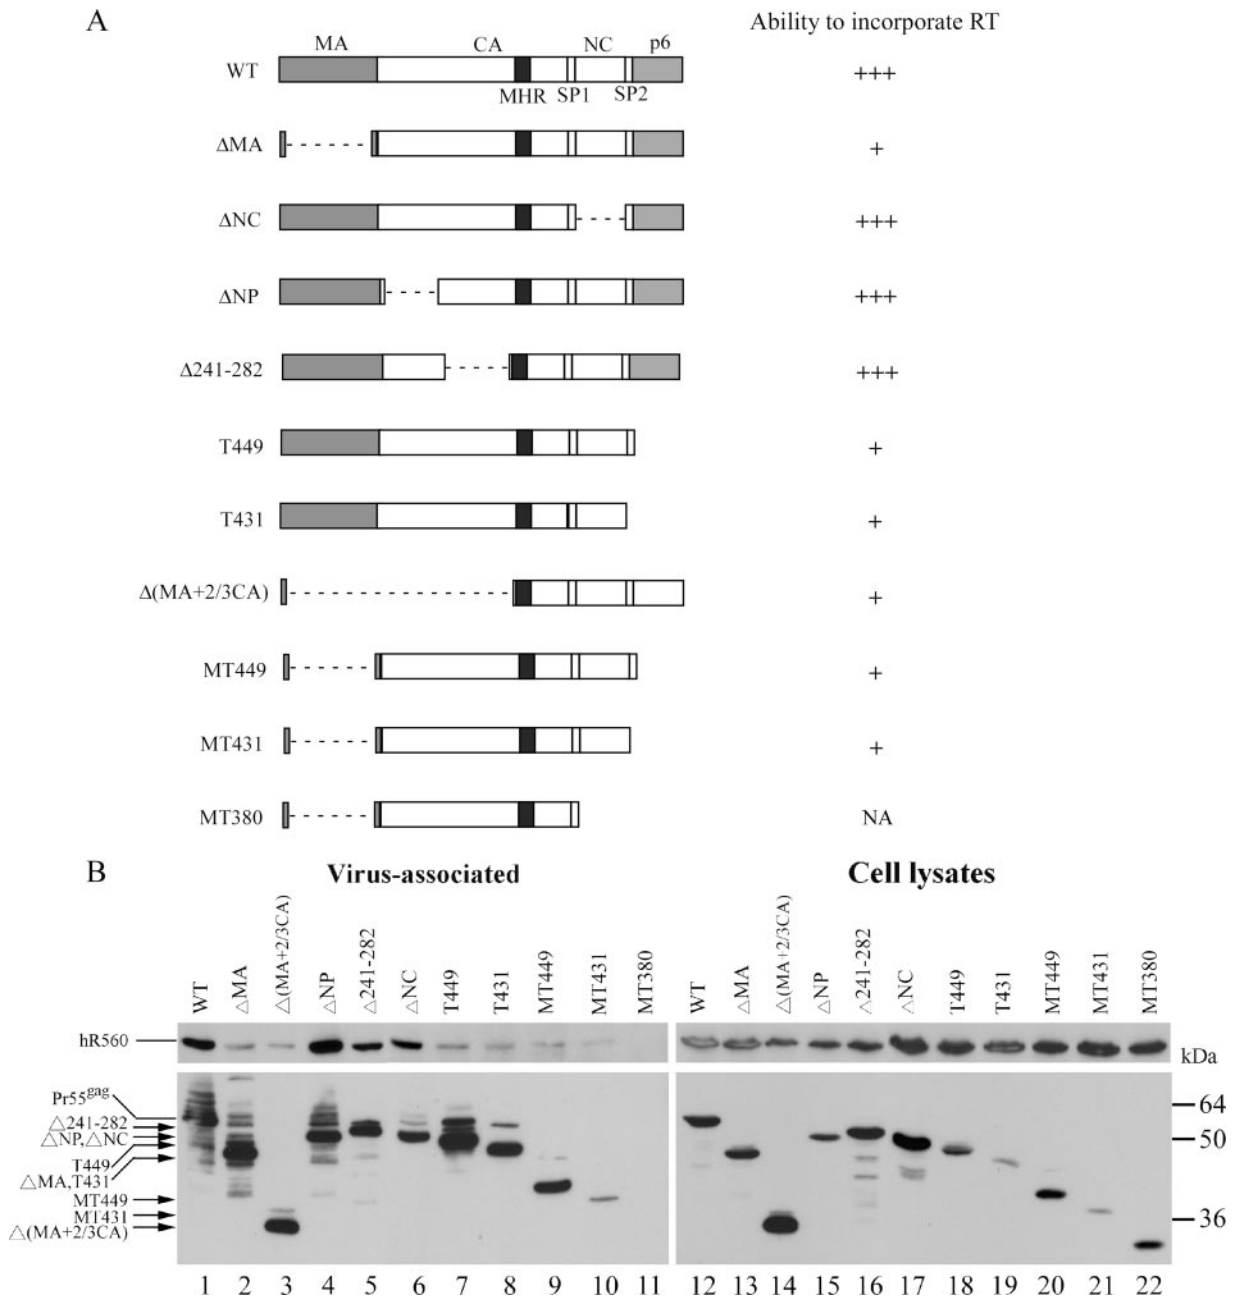 A
Ability to incorporate RT
MA CA NC p6
WT +++
MHR SP1 SP2
ΔMA +
ΔNC +++
ΔNP +++
Δ241-282 +++
T449 +
T431 +
Δ(MA+2/3CA) +
MT449 +
MT431 +
MT380 NA
B
Virus-associated Cell lysates
WT △MA △(MA+2/3CA) △NP △241-282 △NC T449 T431 MT449 MT431 MT380 WT △MA △(MA+2/3CA) △NP △241-282 △NC T449 T431 MT449 MT431 MT380
hR560
kDa
Pr55gag
△241-282
△NP,△NC
T449
△MA,T431
MT449
MT431
△(MA+2/3CA)
64
50
36
1 2 3 4 5 6 7 8 9 10 11 12 13 14 15 16 17 18 19 20 21 22